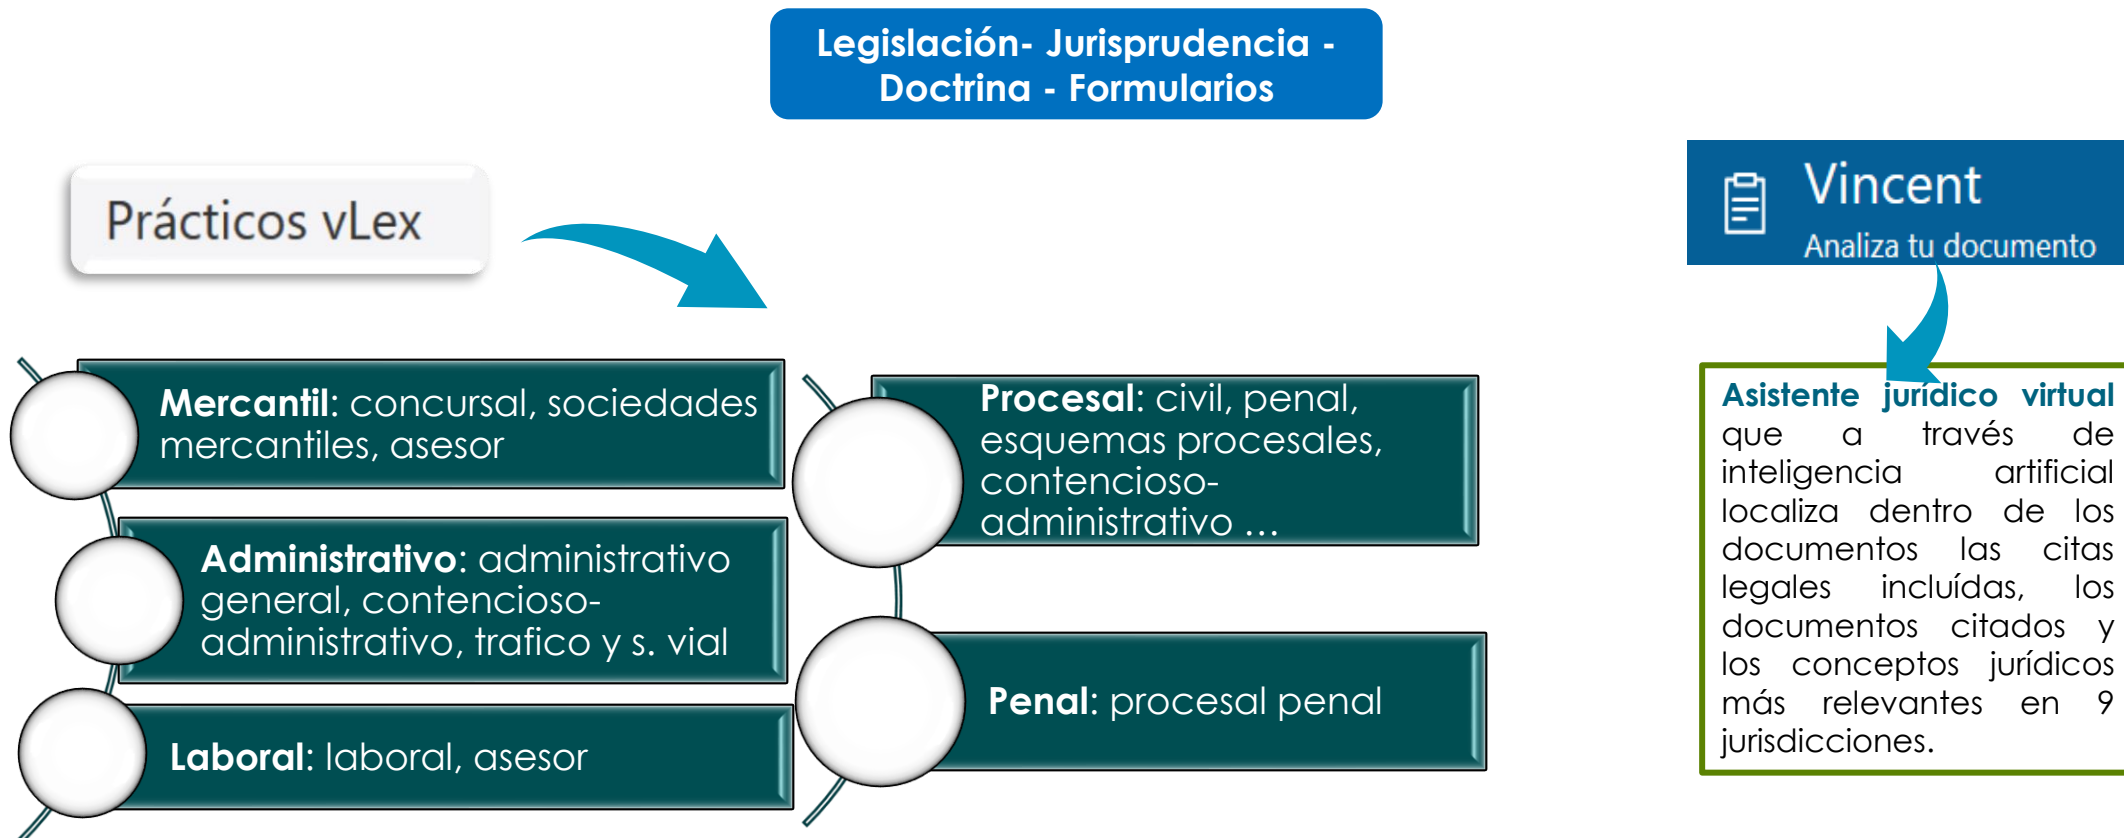 Legislación- Jurisprudencia -
Doctrina - Formularios
Prácticos vLex
Vincent
Analiza tu documento
Mercantil: concursal, sociedades
mercantiles, asesor
Administrativo: administrativo
general, contencioso-
administrativo, trafico y s. vial
Laboral: laboral, asesor
Procesal: civil, penal,
esquemas procesales,
contencioso-
administrativo ...
Penal: procesal penal
Asistente jurídico virtual
que a través de
inteligencia artificial
localiza dentro de los
documentos las citas
legales incluídas, los
documentos citados y
los conceptos jurídicos
más relevantes en 9
jurisdicciones.